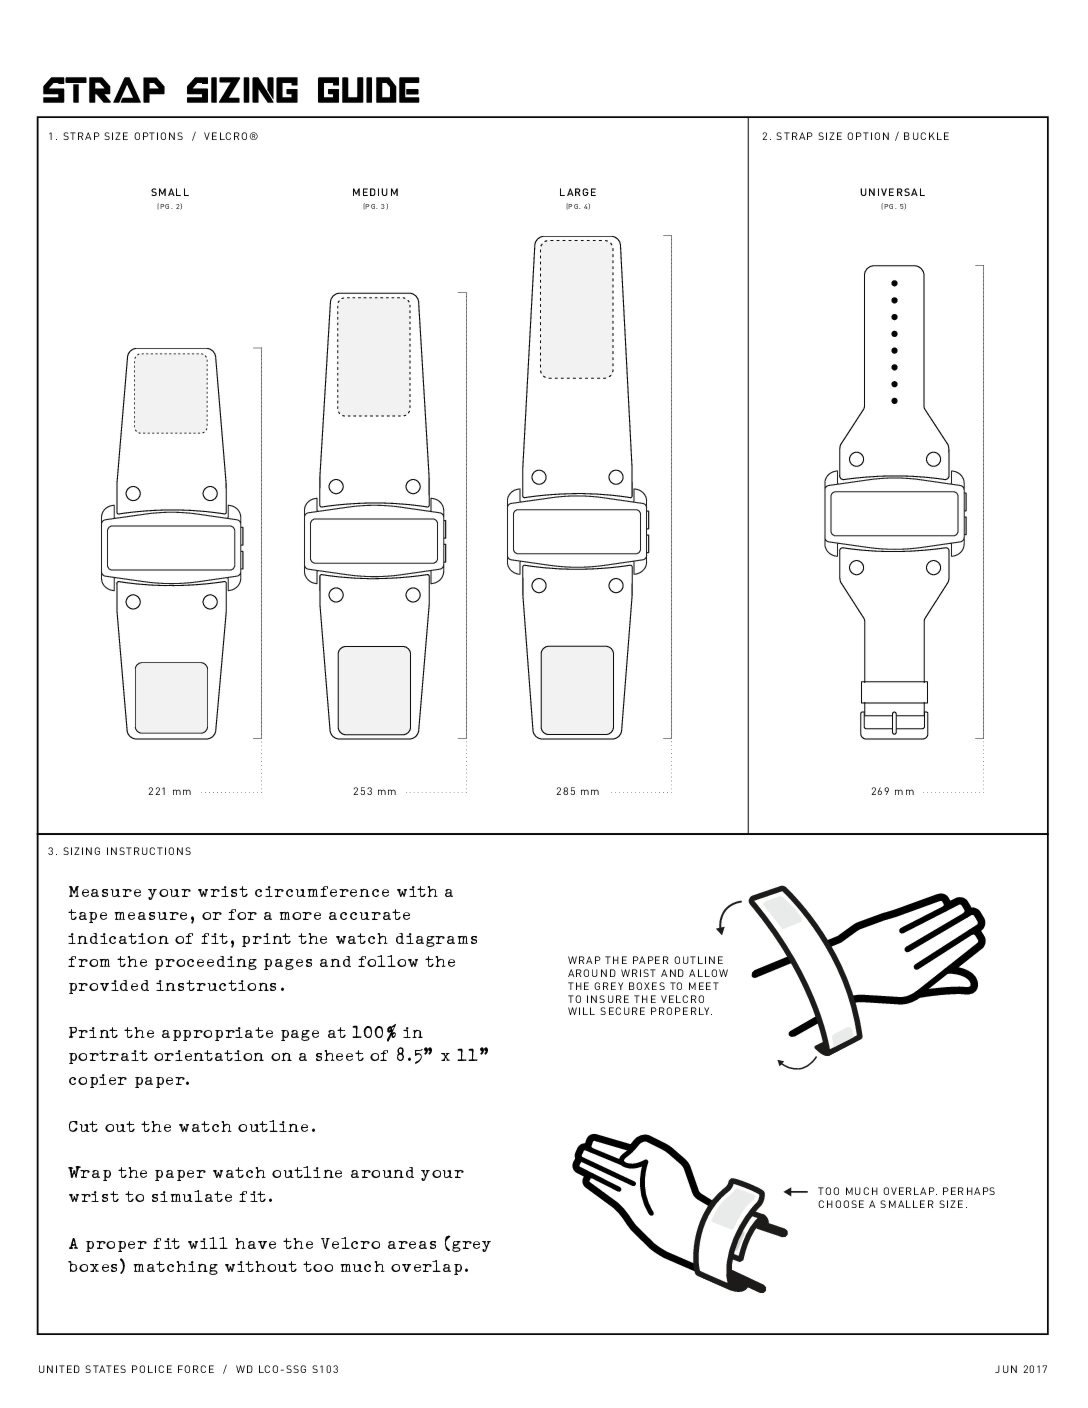 STRAP SIZING GUIDE
1. STRAP SIZE OPTIONS / VELCRO®
2. STRAP SIZE OPTION / BUCKLE
SMALL
(PG. 2)
MEDIUM
(PG. 3)
LARGE
(PG. 4)
UNIVERSAL
(PG. 5)
221 mm
253 mm
285 mm
269 mm
3. SIZING INSTRUCTIONS
Measure your wrist circumference with a
tape measure, or for a more accurate
indication of fit, print the watch diagrams
from the proceeding pages and follow the
provided instructions.
Print the appropriate page at 100% in
portrait orientation on a sheet of 8.5” x 11”
copier paper.
Cut out the watch outline.
Wrap the paper watch outline around your
wrist to simulate fit.
A proper fit will have the Velcro areas (grey
boxes) matching without too much overlap.
WRAP THE PAPER OUTLINE
AROUND WRIST AND ALLOW
THE GREY BOXES TO MEET
TO INSURE THE VELCRO
WILL SECURE PROPERLY.
TOO MUCH OVERLAP. PERHAPS
CHOOSE A SMALLER SIZE.
UNITED STATES POLICE FORCE / WD LCO-SSG S103
JUN 2017